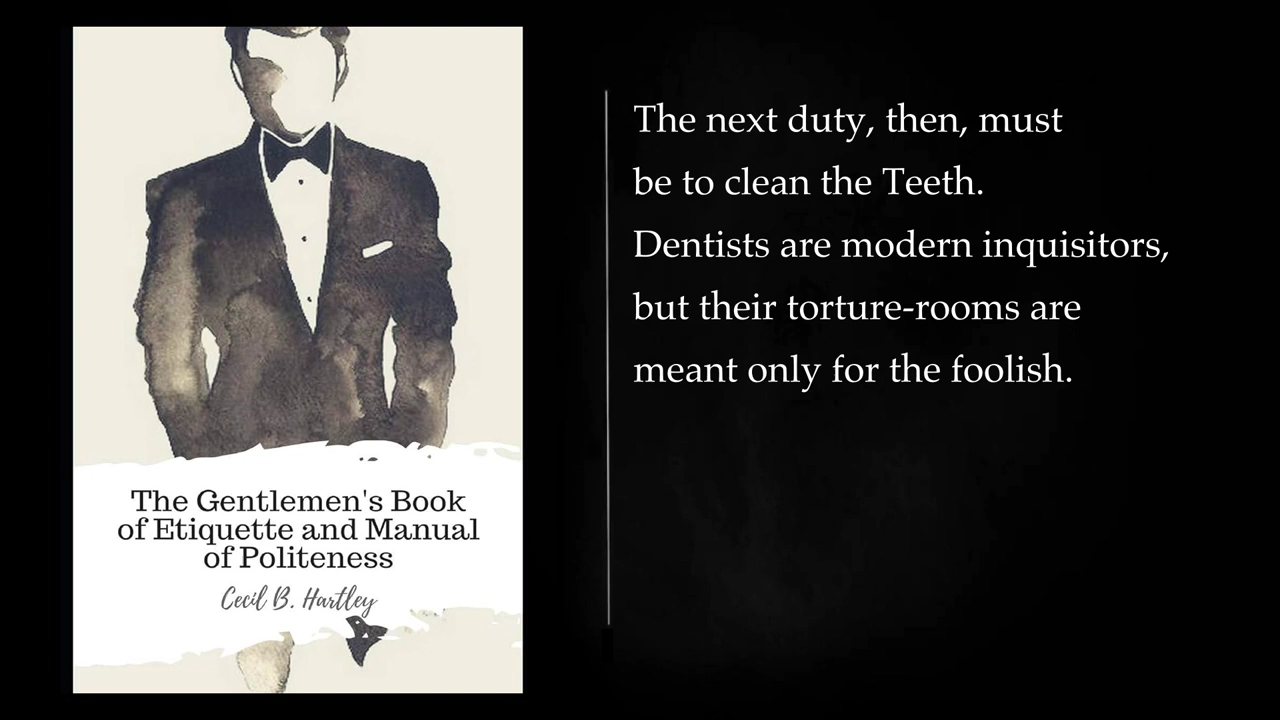 The Gentlemen's Book
of Etiquette and Manual
of Politeness
Cecil B. Hartley
The next duty, then, must
be to clean the Teeth.
Dentists are modern inquisitors,
but their torture-rooms are
meant only for the foolish.